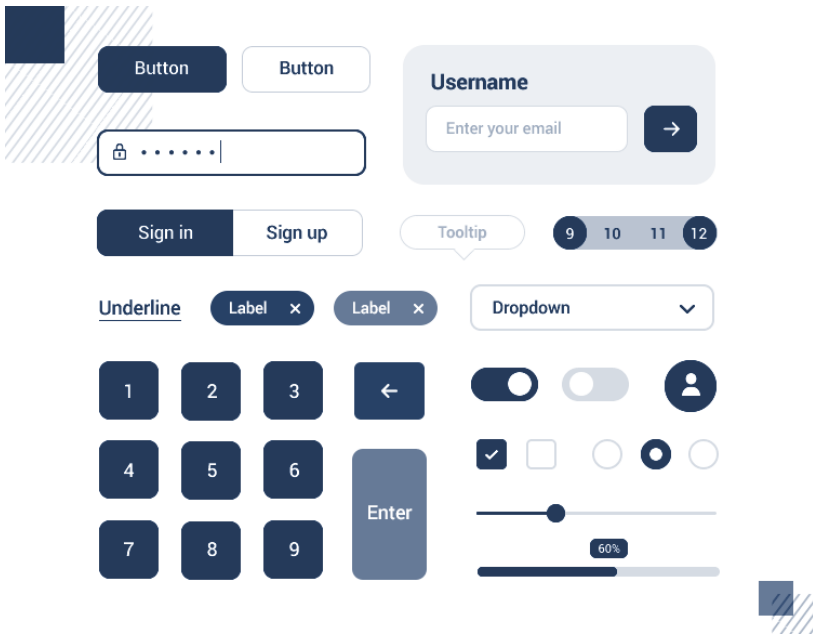 Button
Button
Username
Enter your email
••••••
Sign in
Sign up
Tooltip
9 10 11 12
Underline
Label
Label
Dropdown
1 2 3
4 5 6
Enter
7 8 9
60%